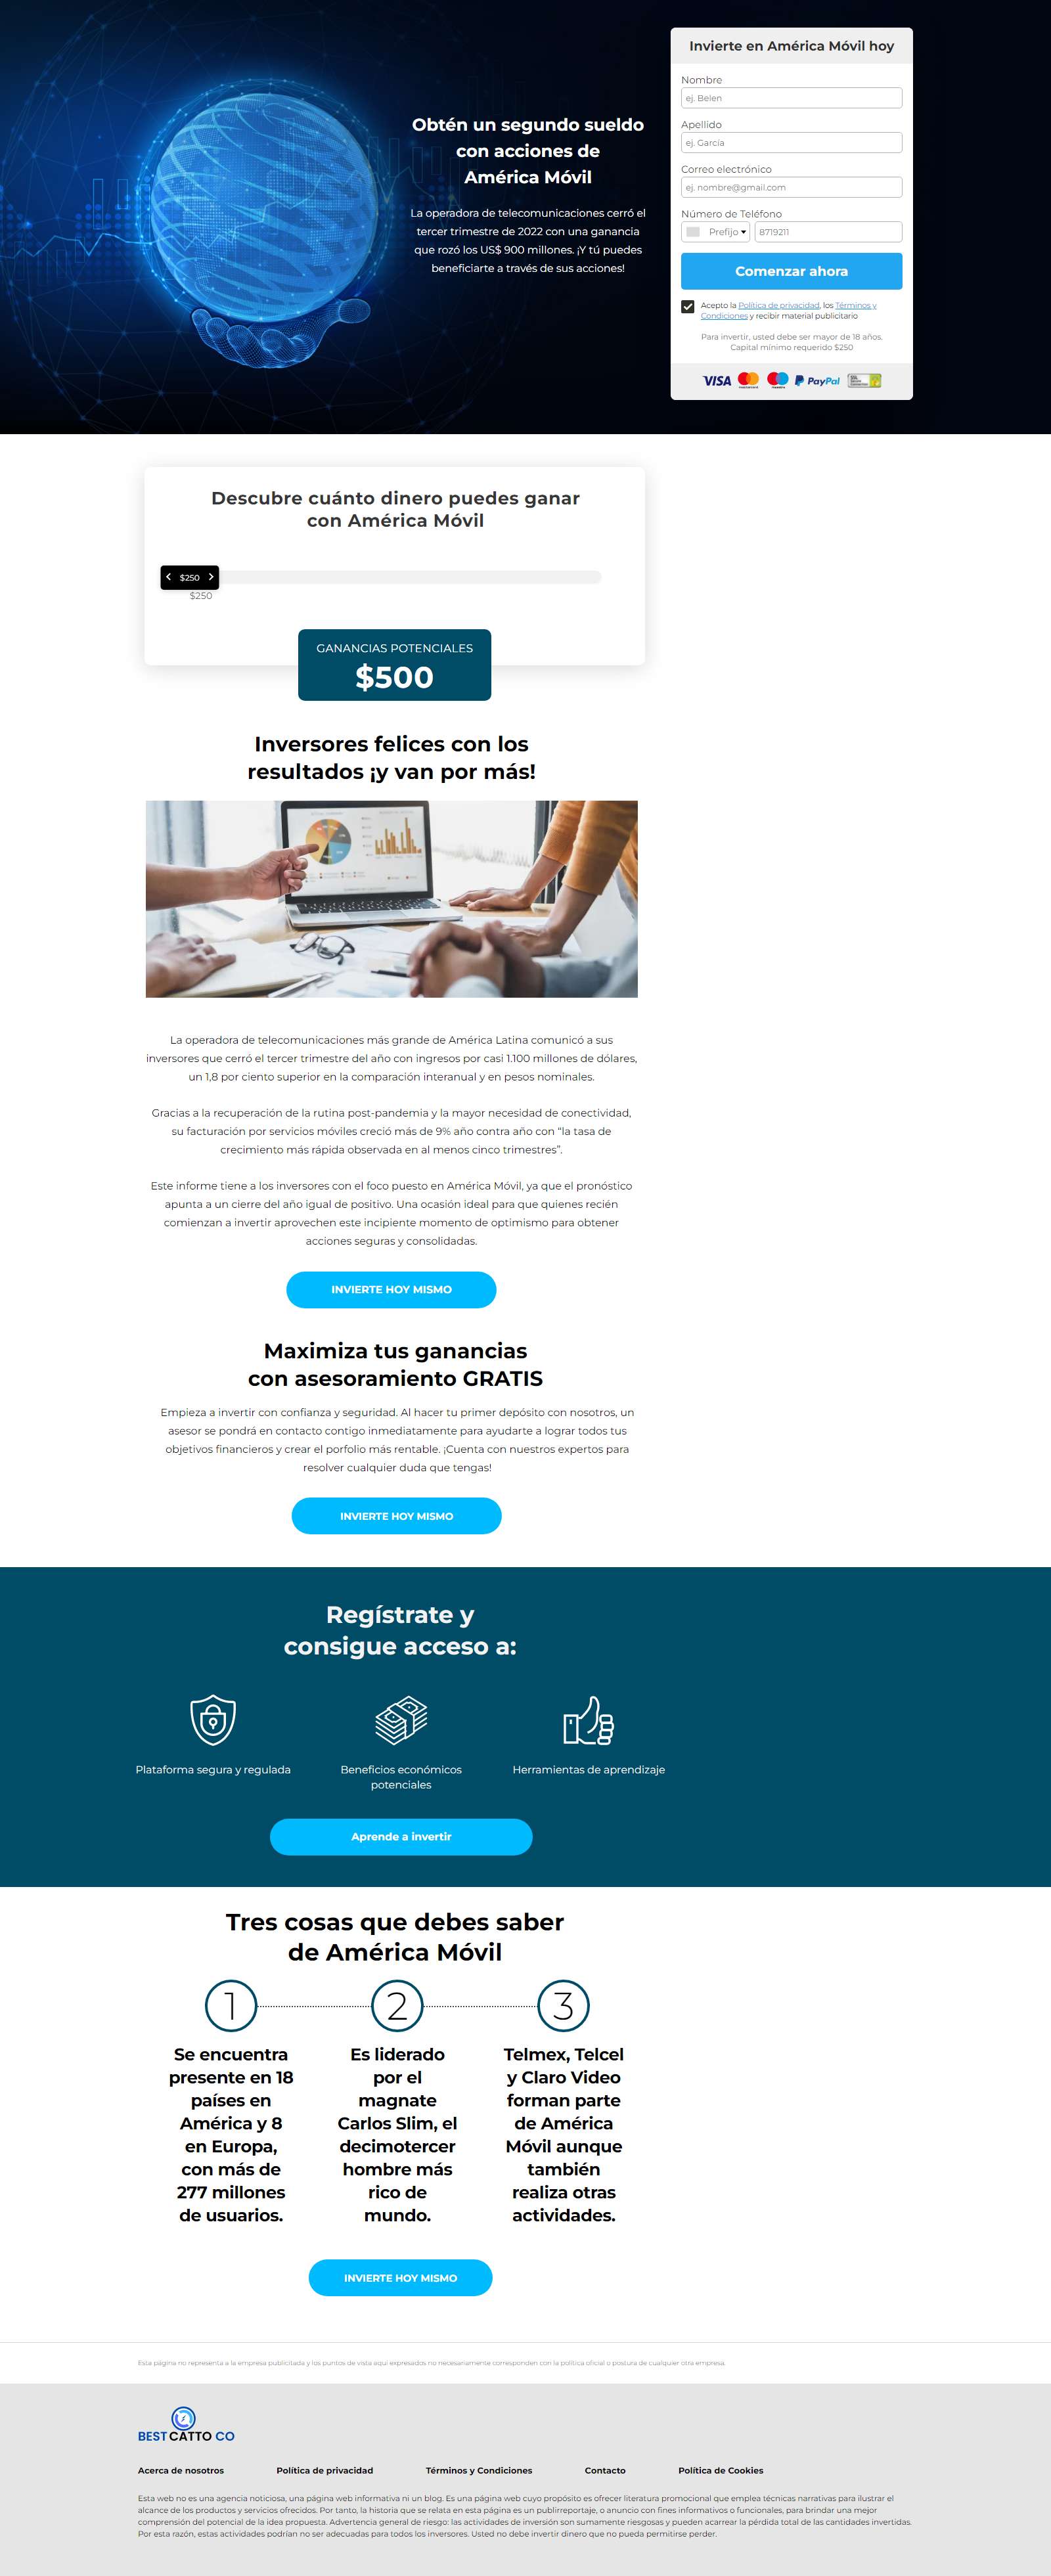 Obtén un segundo sueldo
con acciones de
América Móvil
La operadora de telecomunicaciones cerró el
tercer trimestre de 2022 con una ganancia
que rozó los US$ 900 millones. ¡Y tú puedes
beneficiarte a través de sus acciones!
Invierte en América Móvil hoy
Nombre
ej. Belen
Apellido
ej. García
Correo electrónico
ej. nombre@gmail.com
Número de Teléfono
Prefijo 8719211
Comenzar ahora
Acepto la Política de privacidad, los Términos y
Condiciones y recibir material publicitario
Para invertir, usted debe ser mayor de 18 años.
Capital mínimo requerido $250
VISA PayPal
Descubre cuánto dinero puedes ganar
con América Móvil
$250
$250
GANANCIAS POTENCIALES
$500
Inversores felices con los
resultados ¡y van por más!
La operadora de telecomunicaciones más grande de América Latina comunicó a sus
inversores que cerró el tercer trimestre del año con ingresos por casi 1.100 millones de dólares,
un 1,8 por ciento superior en la comparación interanual y en pesos nominales.
Gracias a la recuperación de la rutina post-pandemia y la mayor necesidad de conectividad,
su facturación por servicios móviles creció más de 9% año contra año con “la tasa de
crecimiento más rápida observada en al menos cinco trimestres”.
Este informe tiene a los inversores con el foco puesto en América Móvil, ya que el pronóstico
apunta a un cierre del año igual de positivo. Una ocasión ideal para que quienes recién
comienzan a invertir aprovechen este incipiente momento de optimismo para obtener
acciones seguras y consolidadas.
INVIERTE HOY MISMO
Maximiza tus ganancias
con asesoramiento GRATIS
Empieza a invertir con confianza y seguridad. Al hacer tu primer depósito con nosotros, un
asesor se pondrá en contacto contigo inmediatamente para ayudarte a lograr todos tus
objetivos financieros y crear el porfolio más rentable. ¡Cuenta con nuestros expertos para
resolver cualquier duda que tengas!
INVIERTE HOY MISMO
Regístrate y
consigue acceso a:
Plataforma segura y regulada
Beneficios económicos
potenciales
Herramientas de aprendizaje
Aprende a invertir
Tres cosas que debes saber
de América Móvil
1
Se encuentra
presente en 18
países en
América y 8
en Europa,
con más de
277 millones
de usuarios.
2
Es liderado
por el
magnate
Carlos Slim, el
decimotercer
hombre más
rico de
mundo.
3
Telmex, Telcel
y Claro Video
forman parte
de América
Móvil aunque
también
realiza otras
actividades.
INVIERTE HOY MISMO
Esta página no representa a la empresa publicitada y los puntos de vista aquí expresados no necesariamente corresponden con la política oficial o postura de cualquier otra empresa.
BEST CATTO CO
Acerca de nosotros Política de privacidad Términos y Condiciones Contacto Política de Cookies
Esta web no es una agencia noticiosa, una página web informativa ni un blog. Es una página web cuyo propósito es ofrecer literatura promocional que emplea técnicas narrativas para ilustrar el
alcance de los productos y servicios ofrecidos. Por tanto, la historia que se relata en esta página es un publirreportaje, o anuncio con fines informativos o funcionales, para brindar una mejor
comprensión del potencial de la idea propuesta. Advertencia general de riesgo: las actividades de inversión son sumamente riesgosas y pueden acarrear la pérdida total de las cantidades invertidas.
Por esta razón, estas actividades podrían no ser adecuadas para todos los inversores. Usted no debe invertir dinero que no pueda permitirse perder.